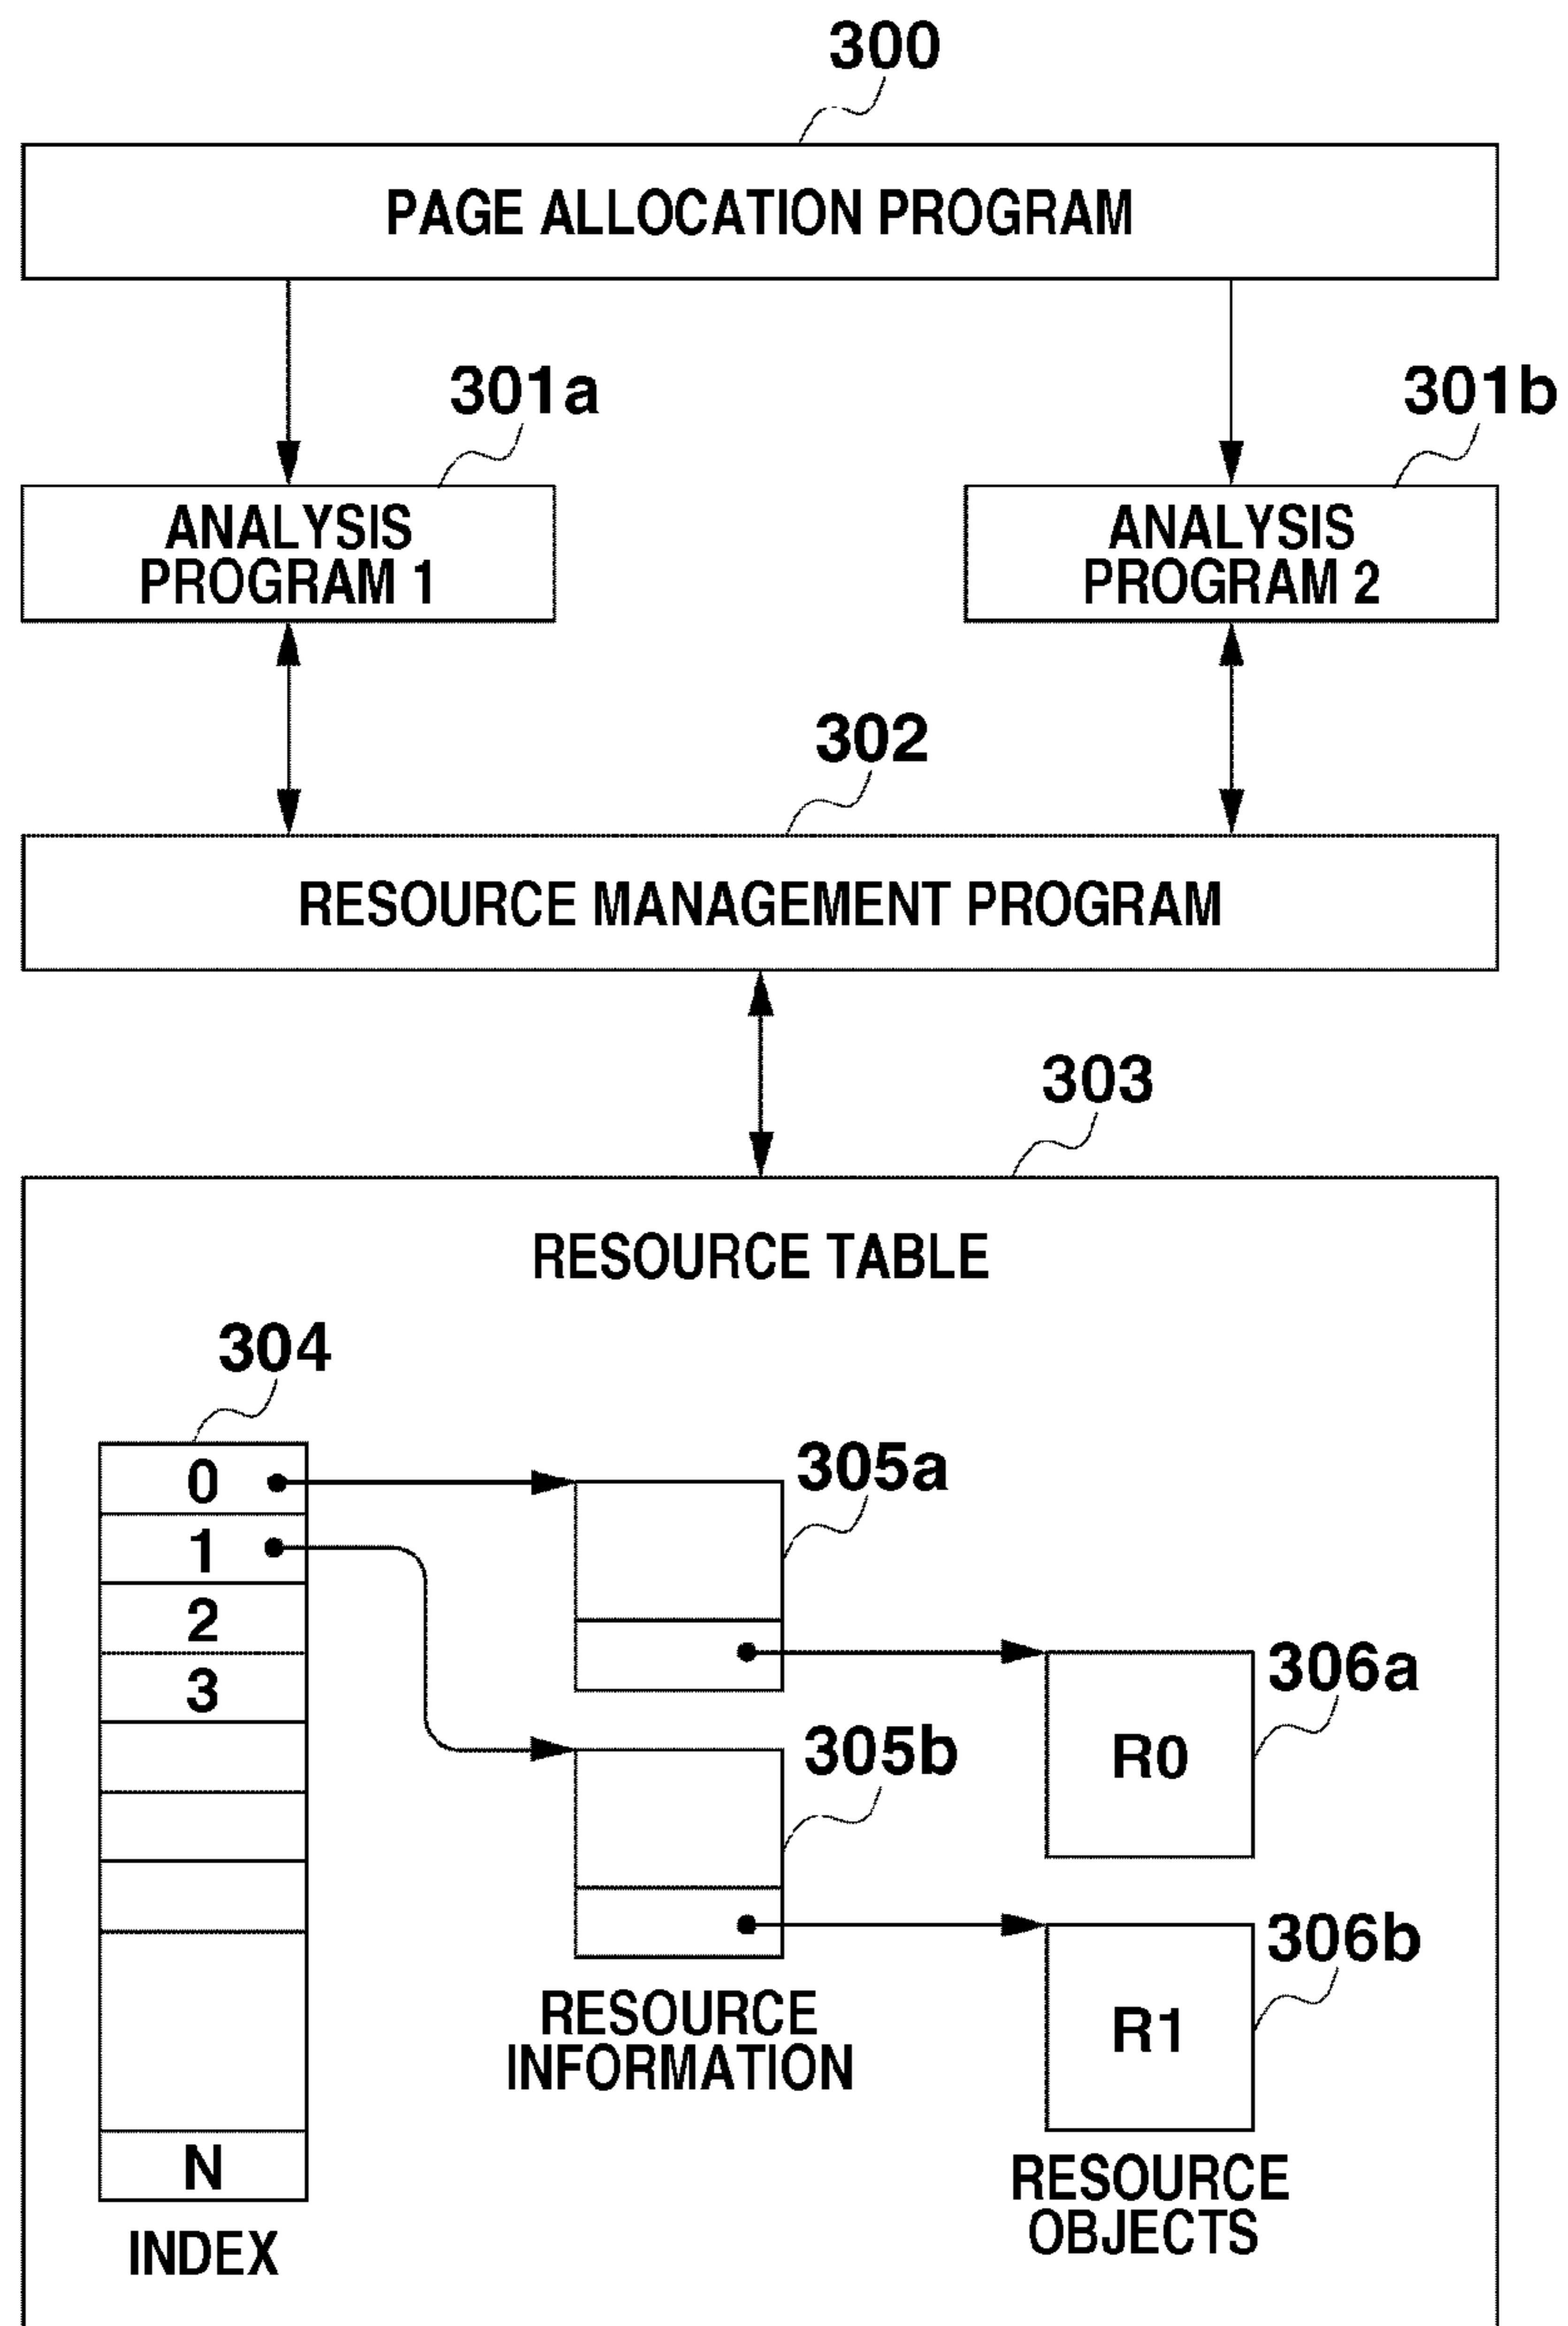 300
PAGE ALLOCATION PROGRAM
301a
301b
ANALYSIS
PROGRAM 1
ANALYSIS
PROGRAM 2
302
RESOURCE MANAGEMENT PROGRAM
303
RESOURCE TABLE
304
0
1
2
3
N
INDEX
305a
305b
RESOURCE
INFORMATION
306a
R0
306b
R1
RESOURCE
OBJECTS